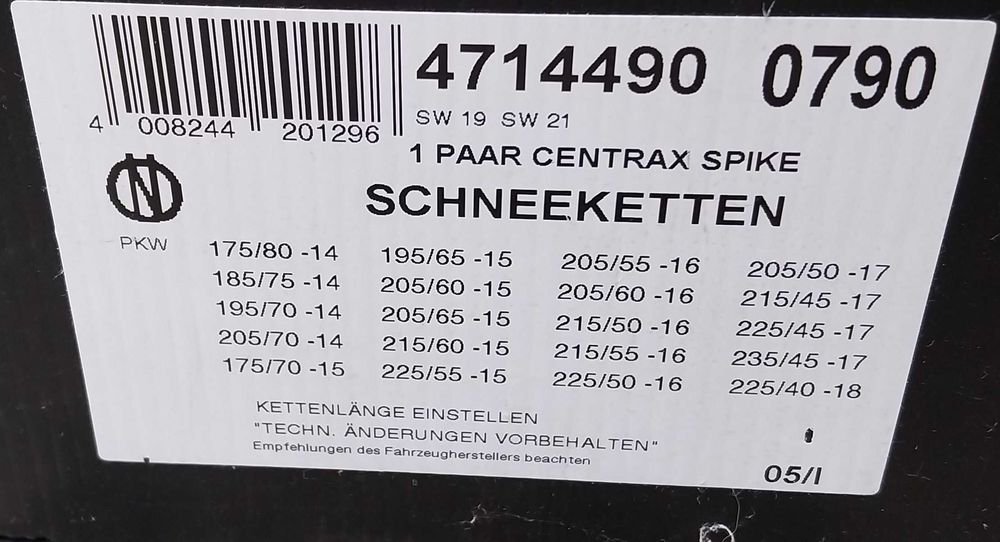 4714490 0790
SW 19 SW 21
4 008244 201296
1 PAAR CENTRAX SPIKE
SCHNEEKETTEN
N
PKW
175/80 -14 195/65 -15 205/55 -16 205/50 -17
185/75 -14 205/60 -15 205/60 -16 215/45 -17
195/70 -14 205/65 -15 215/50 -16 225/45 -17
205/70 -14 215/60 -15 215/55 -16 235/45 -17
175/70 -15 225/55 -15 225/50 -16 225/40 -18
KETTENLÄNGE EINSTELLEN
"TECHN. ÄNDERUNGEN VORBEHALTEN"
Empfehlungen des Fahrzeugherstellers beachten
05/I